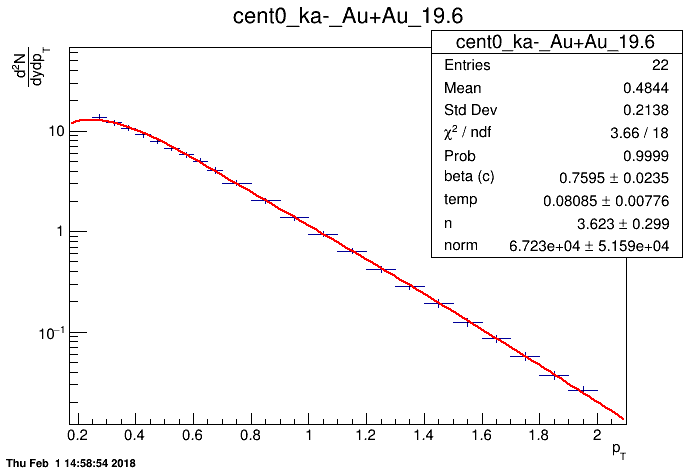 cent0_ka-_Au+Au_19.6
cent0_ka-_Au+Au_19.6
Entries 22
Mean 0.4844
Std Dev 0.2138
χ² / ndf 3.66 / 18
Prob 0.9999
beta (c) 0.7595 ± 0.0235
temp 0.08085 ± 0.00776
n 3.623 ± 0.299
norm 6.723e+04 ± 5.159e+04
d²N
dydp_T
10
1
10⁻¹
0.2 0.4 0.6 0.8 1 1.2 1.4 1.6 1.8 2
p_T
Thu Feb 1 14:58:54 2018